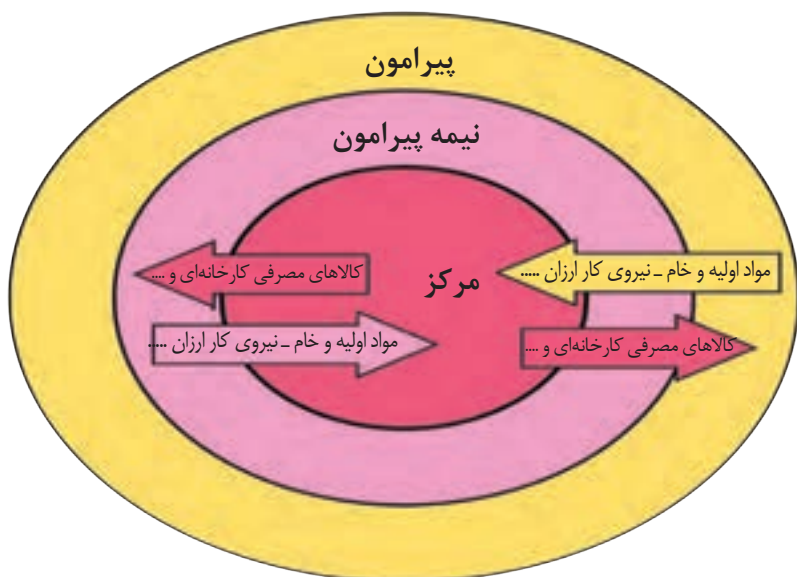 پیرامون
نیمه پیرامون
مواد اولیه و خام ـ نیروی کار ارزان .....
کالاهای مصرفی کارخانه‌ای و ....
مرکز
مواد اولیه و خام ـ نیروی کار ارزان .....
کالاهای مصرفی کارخانه‌ای و ....